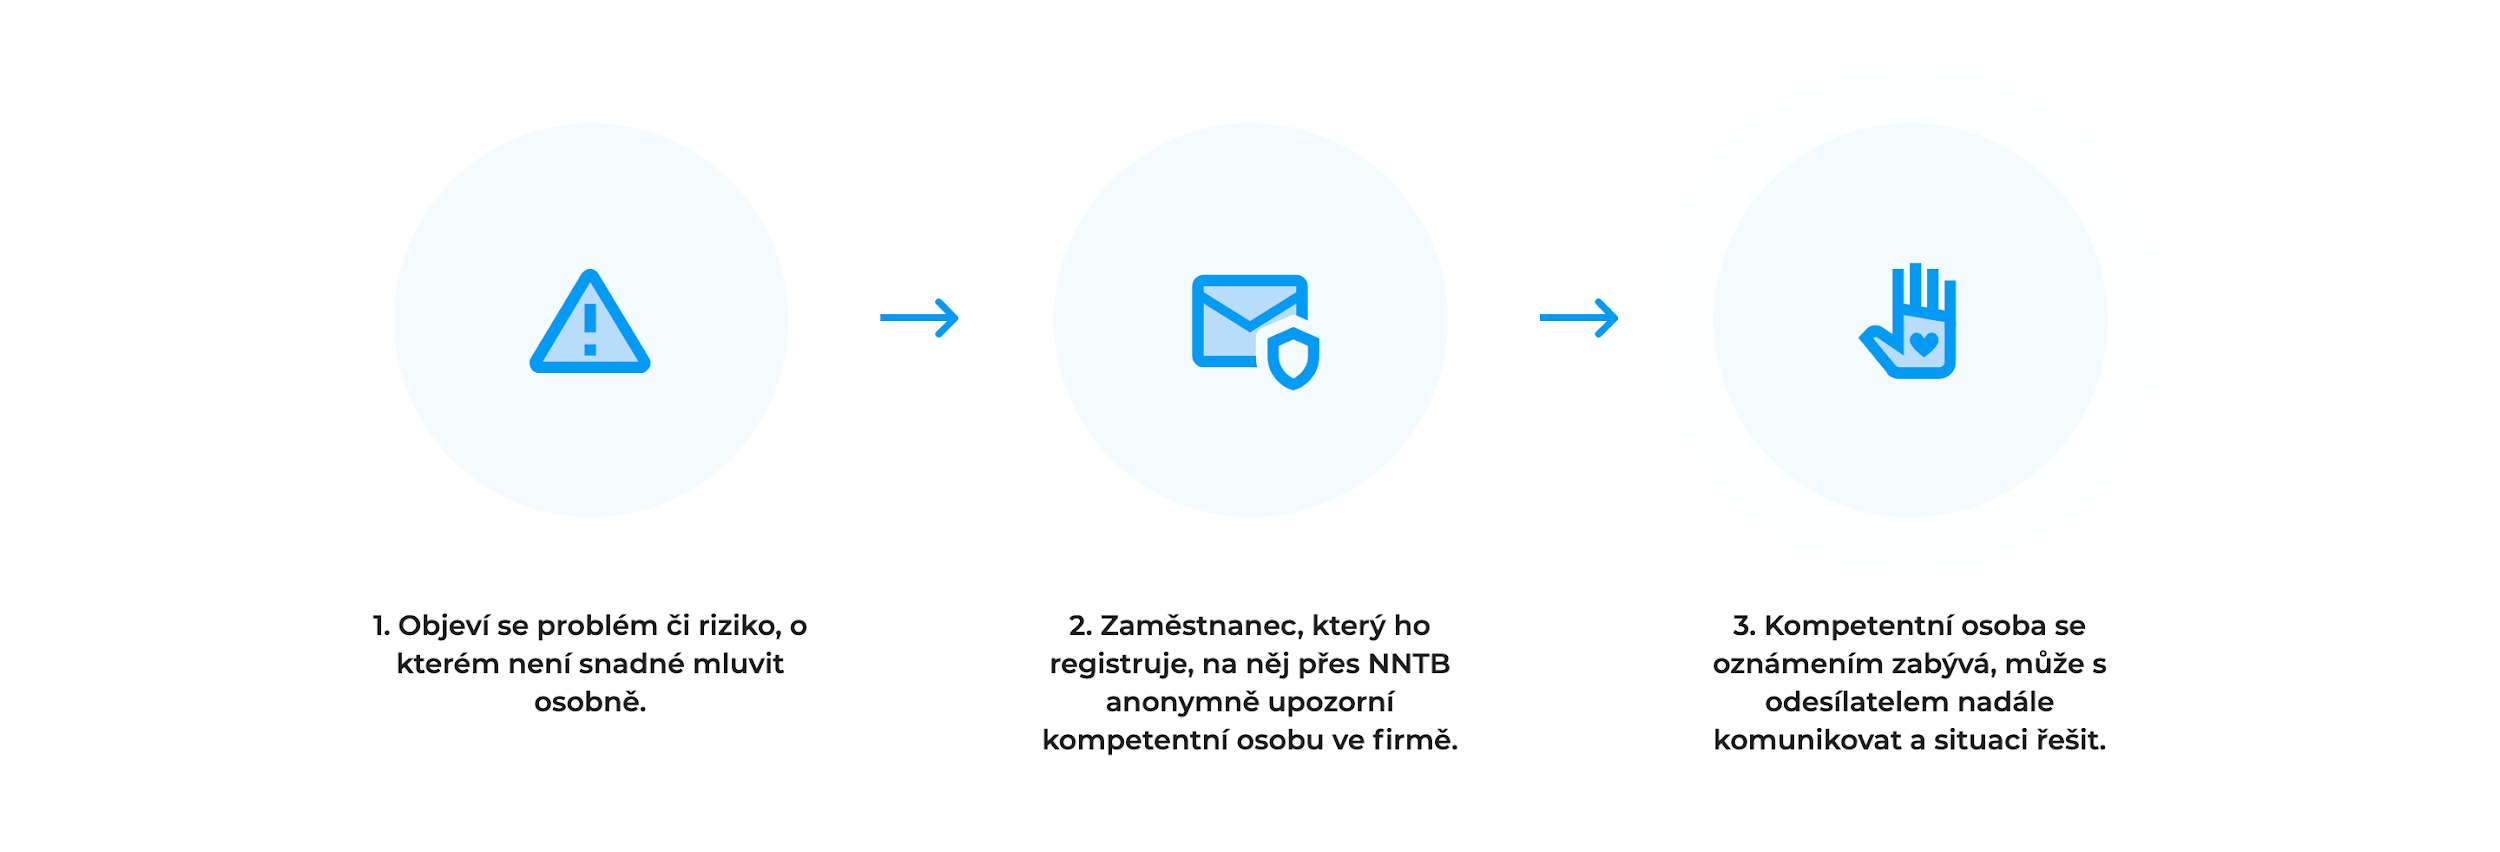 1. Objeví se problém či riziko, o
kterém není snadné mluvit
osobně.
2. Zaměstnanec, který ho
registruje, na něj přes NNTB
anonymně upozorní
kompetentní osobu ve firmě.
3. Kompetentní osoba se
oznámením zabývá, může s
odesílatelem nadále
komunikovat a situaci řešit.